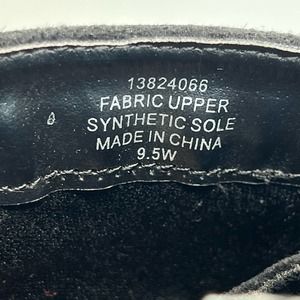 13824066
FABRIC UPPER
SYNTHETIC SOLE
MADE IN CHINA
9.5W